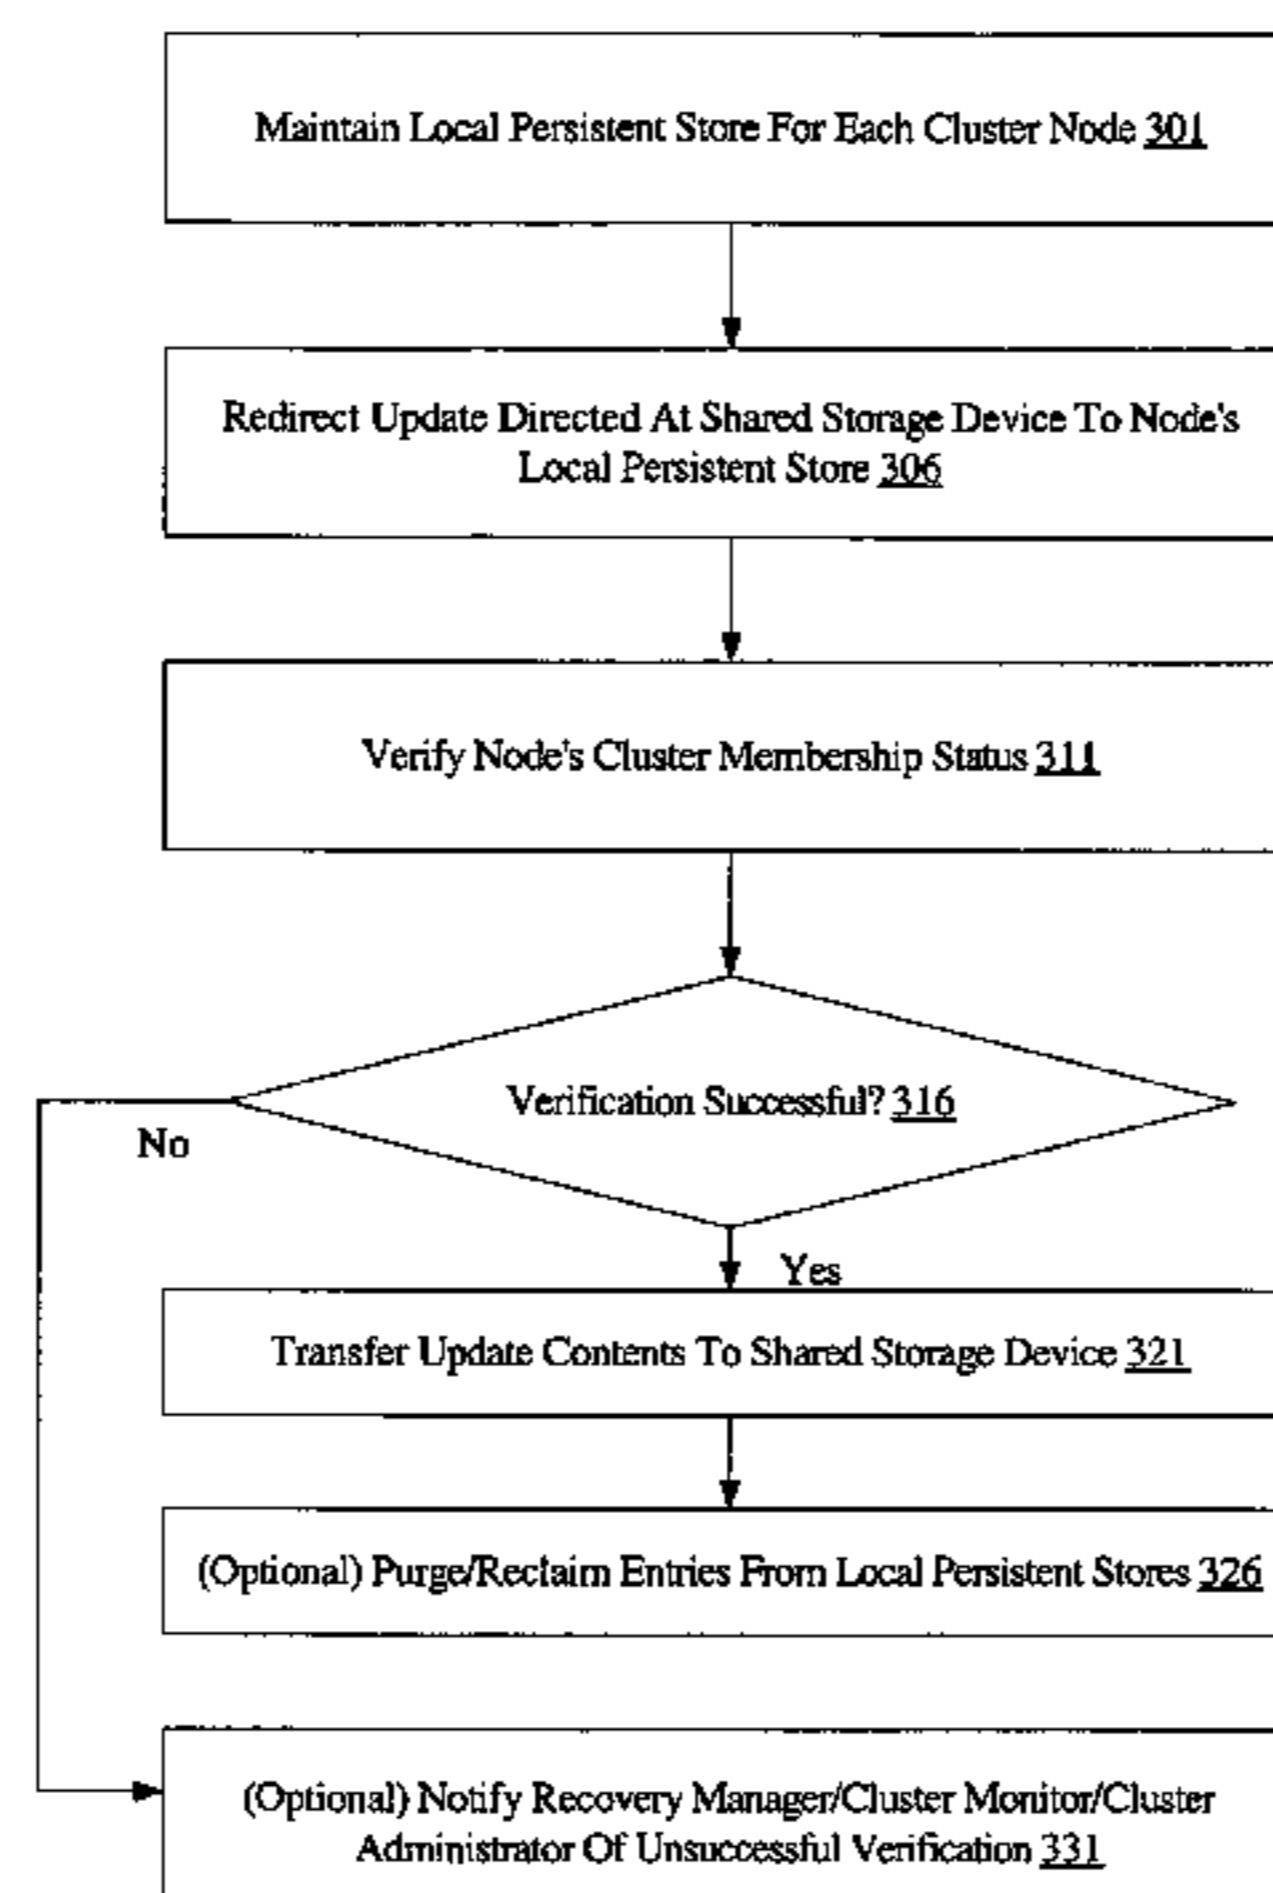 Maintain Local Persistent Store For Each Cluster Node 301
Redirect Update Directed At Shared Storage Device To Node's
Local Persistent Store 306
Verify Node's Cluster Membership Status 311
Verification Successful? 316
No
Yes
Transfer Update Contents To Shared Storage Device 321
(Optional) Purge/Reclaim Entries From Local Persistent Stores 326
(Optional) Notify Recovery Manager/Cluster Monitor/Cluster
Administrator Of Unsuccessful Verification 331